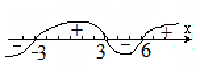 + + x
- -3 3 - 6